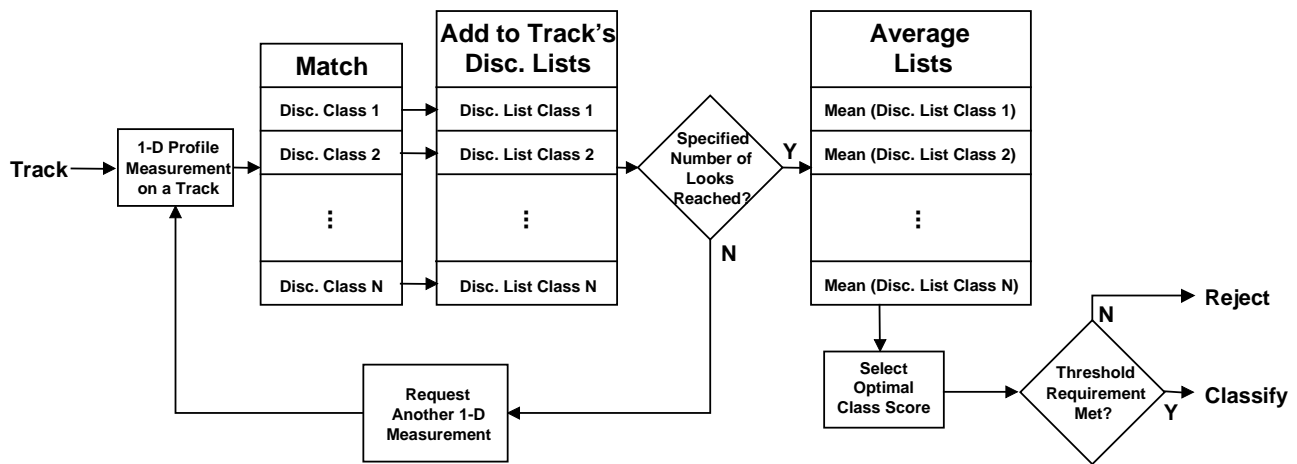 Track
1-D Profile
Measurement
on a Track
Match
Disc. Class 1
Disc. Class 2
...
Disc. Class N
Add to Track's
Disc. Lists
Disc. List Class 1
Disc. List Class 2
...
Disc. List Class N
Specified
Number of
Looks
Reached?
Y
N
Request
Another 1-D
Measurement
Average
Lists
Mean (Disc. List Class 1)
Mean (Disc. List Class 2)
...
Mean (Disc. List Class N)
Select
Optimal
Class Score
Threshold
Requirement
Met?
N
Reject
Y
Classify